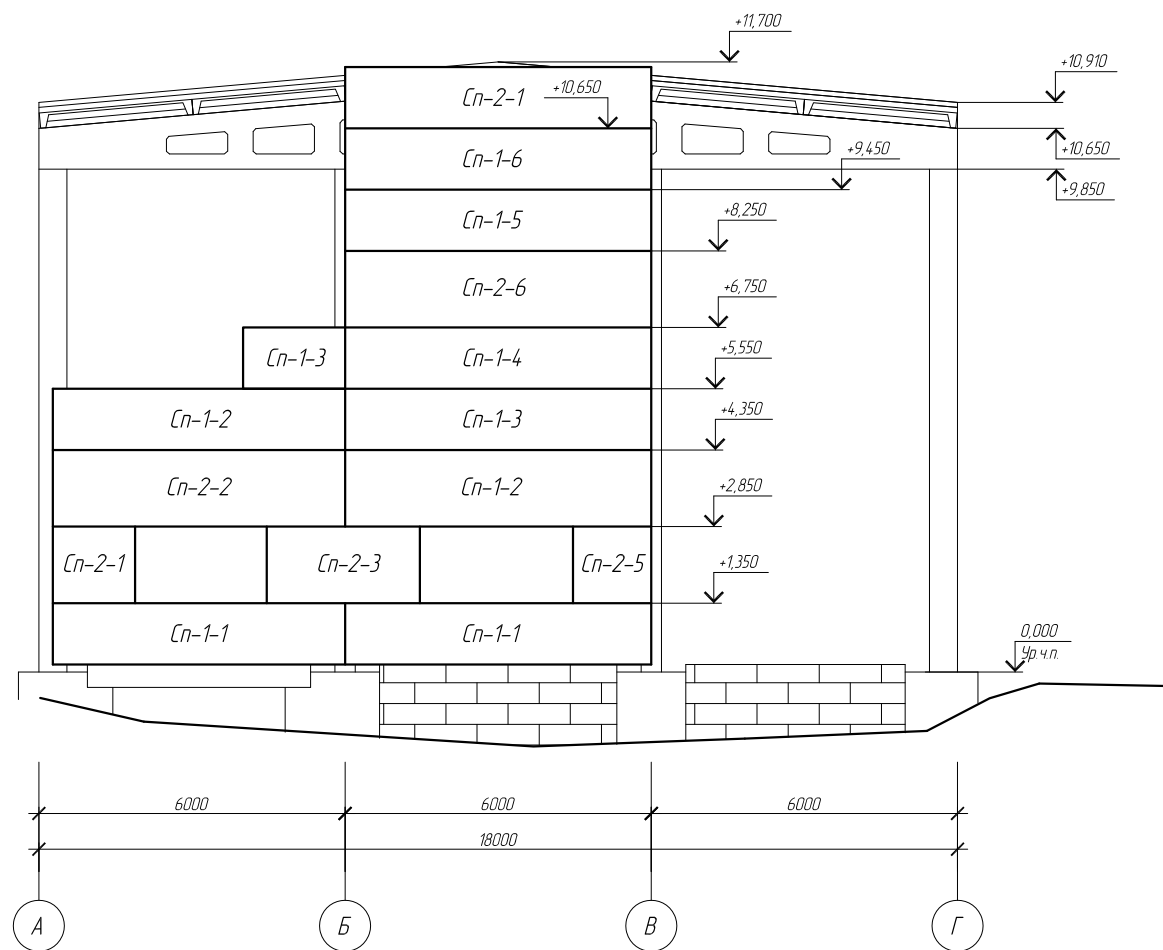 +11,700
+10,910
Сп-2-1
+10,650
Сп-1-6
+10,650
+9,450
+9,850
Сп-1-5
+8,250
Сп-2-6
+6,750
Сп-1-3
Сп-1-4
+5,550
Сп-1-2
Сп-1-3
+4,350
Сп-2-2
Сп-1-2
+2,850
Сп-2-1
Сп-2-3
Сп-2-5
+1,350
Сп-1-1
Сп-1-1
0,000
Ур.ч.п.
6000
6000
6000
18000
А
Б
В
Г